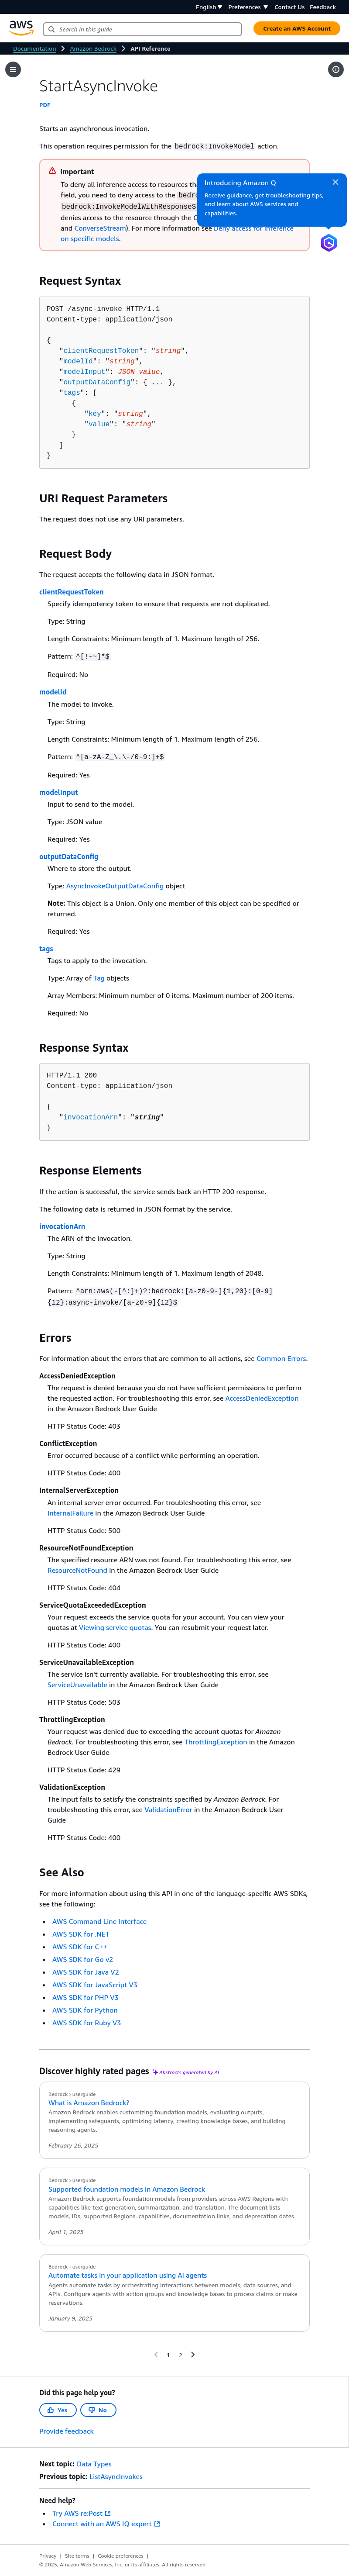 English
Preferences
Contact Us
Feedback
aws
Search in this guide
Create an AWS Account
Documentation
Amazon Bedrock
API Reference
StartAsyncInvoke
PDF
Starts an asynchronous invocation.
This operation requires permission for the bedrock:InvokeModel action.
Important
To deny all inference access to resources tha
field, you need to deny access to the bedro
bedrock:InvokeModelWithResponseSt
denies access to the resource through the C
and ConverseStream). For more information see Deny access for inference
on specific models.
Introducing Amazon Q
Receive guidance, get troubleshooting tips,
and learn about AWS services and
capabilities.
Request Syntax
POST /async-invoke HTTP/1.1
Content-type: application/json
{
"clientRequestToken": "string",
"modelId": "string",
"modelInput": JSON value,
"outputDataConfig": { ... },
"tags": [
{
"key": "string",
"value": "string"
}
]
}
URI Request Parameters
The request does not use any URI parameters.
Request Body
The request accepts the following data in JSON format.
clientRequestToken
Specify idempotency token to ensure that requests are not duplicated.
Type: String
Length Constraints: Minimum length of 1. Maximum length of 256.
Pattern: ^[!-~]*$
Required: No
modelId
The model to invoke.
Type: String
Length Constraints: Minimum length of 1. Maximum length of 256.
Pattern: ^[a-zA-Z_\.\-/0-9:]+$
Required: Yes
modelInput
Input to send to the model.
Type: JSON value
Required: Yes
outputDataConfig
Where to store the output.
Type: AsyncInvokeOutputDataConfig object
Note: This object is a Union. Only one member of this object can be specified or
returned.
Required: Yes
tags
Tags to apply to the invocation.
Type: Array of Tag objects
Array Members: Minimum number of 0 items. Maximum number of 200 items.
Required: No
Response Syntax
HTTP/1.1 200
Content-type: application/json
{
"invocationArn": "string"
}
Response Elements
If the action is successful, the service sends back an HTTP 200 response.
The following data is returned in JSON format by the service.
invocationArn
The ARN of the invocation.
Type: String
Length Constraints: Minimum length of 1. Maximum length of 2048.
Pattern: ^arn:aws(-[^:]+)?:bedrock:[a-z0-9-]{1,20}:[0-9]
{12}:async-invoke/[a-z0-9]{12}$
Errors
For information about the errors that are common to all actions, see Common Errors.
AccessDeniedException
The request is denied because you do not have sufficient permissions to perform
the requested action. For troubleshooting this error, see AccessDeniedException
in the Amazon Bedrock User Guide
HTTP Status Code: 403
ConflictException
Error occurred because of a conflict while performing an operation.
HTTP Status Code: 400
InternalServerException
An internal server error occurred. For troubleshooting this error, see
InternalFailure in the Amazon Bedrock User Guide
HTTP Status Code: 500
ResourceNotFoundException
The specified resource ARN was not found. For troubleshooting this error, see
ResourceNotFound in the Amazon Bedrock User Guide
HTTP Status Code: 404
ServiceQuotaExceededException
Your request exceeds the service quota for your account. You can view your
quotas at Viewing service quotas. You can resubmit your request later.
HTTP Status Code: 400
ServiceUnavailableException
The service isn't currently available. For troubleshooting this error, see
ServiceUnavailable in the Amazon Bedrock User Guide
HTTP Status Code: 503
ThrottlingException
Your request was denied due to exceeding the account quotas for Amazon
Bedrock. For troubleshooting this error, see ThrottlingException in the Amazon
Bedrock User Guide
HTTP Status Code: 429
ValidationException
The input fails to satisfy the constraints specified by Amazon Bedrock. For
troubleshooting this error, see ValidationError in the Amazon Bedrock User
Guide
HTTP Status Code: 400
See Also
For more information about using this API in one of the language-specific AWS SDKs,
see the following:
• AWS Command Line Interface
• AWS SDK for .NET
• AWS SDK for C++
• AWS SDK for Go v2
• AWS SDK for Java V2
• AWS SDK for JavaScript V3
• AWS SDK for PHP V3
• AWS SDK for Python
• AWS SDK for Ruby V3
Discover highly rated pages Abstracts generated by AI
Bedrock › userguide
What is Amazon Bedrock?
Amazon Bedrock enables customizing foundation models, evaluating outputs,
implementing safeguards, optimizing latency, creating knowledge bases, and building
reasoning agents.
February 26, 2025
Bedrock › userguide
Supported foundation models in Amazon Bedrock
Amazon Bedrock supports foundation models from providers across AWS Regions with
capabilities like text generation, summarization, and translation. The document lists
models, IDs, supported Regions, capabilities, documentation links, and deprecation dates.
April 1, 2025
Bedrock › userguide
Automate tasks in your application using AI agents
Agents automate tasks by orchestrating interactions between models, data sources, and
APIs. Configure agents with action groups and knowledge bases to process claims or make
reservations.
January 9, 2025
1 2
Did this page help you?
Yes
No
Provide feedback
Next topic: Data Types
Previous topic: ListAsyncInvokes
Need help?
• Try AWS re:Post
• Connect with an AWS IQ expert
Privacy | Site terms | Cookie preferences |
© 2025, Amazon Web Services, Inc. or its affiliates. All rights reserved.